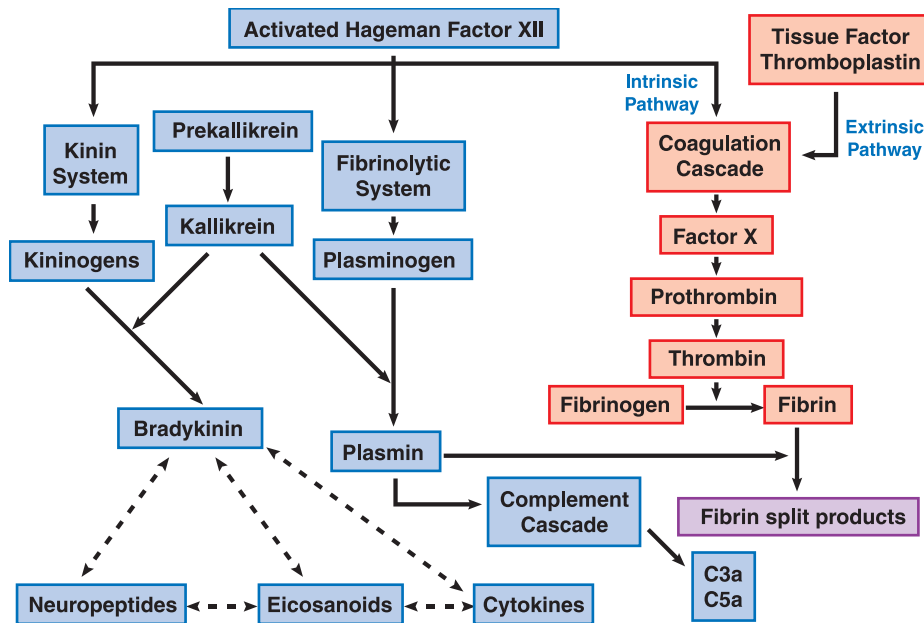 Activated Hageman Factor XII
Tissue Factor
Thromboplastin
Intrinsic
Pathway
Extrinsic
Pathway
Kinin
System
Prekallikrein
Fibrinolytic
System
Coagulation
Cascade
Kallikrein
Factor X
Kininogens
Plasminogen
Prothrombin
Thrombin
Fibrinogen
Fibrin
Bradykinin
Plasmin
Complement
Cascade
Fibrin split products
C3a
C5a
Neuropeptides
Eicosanoids
Cytokines